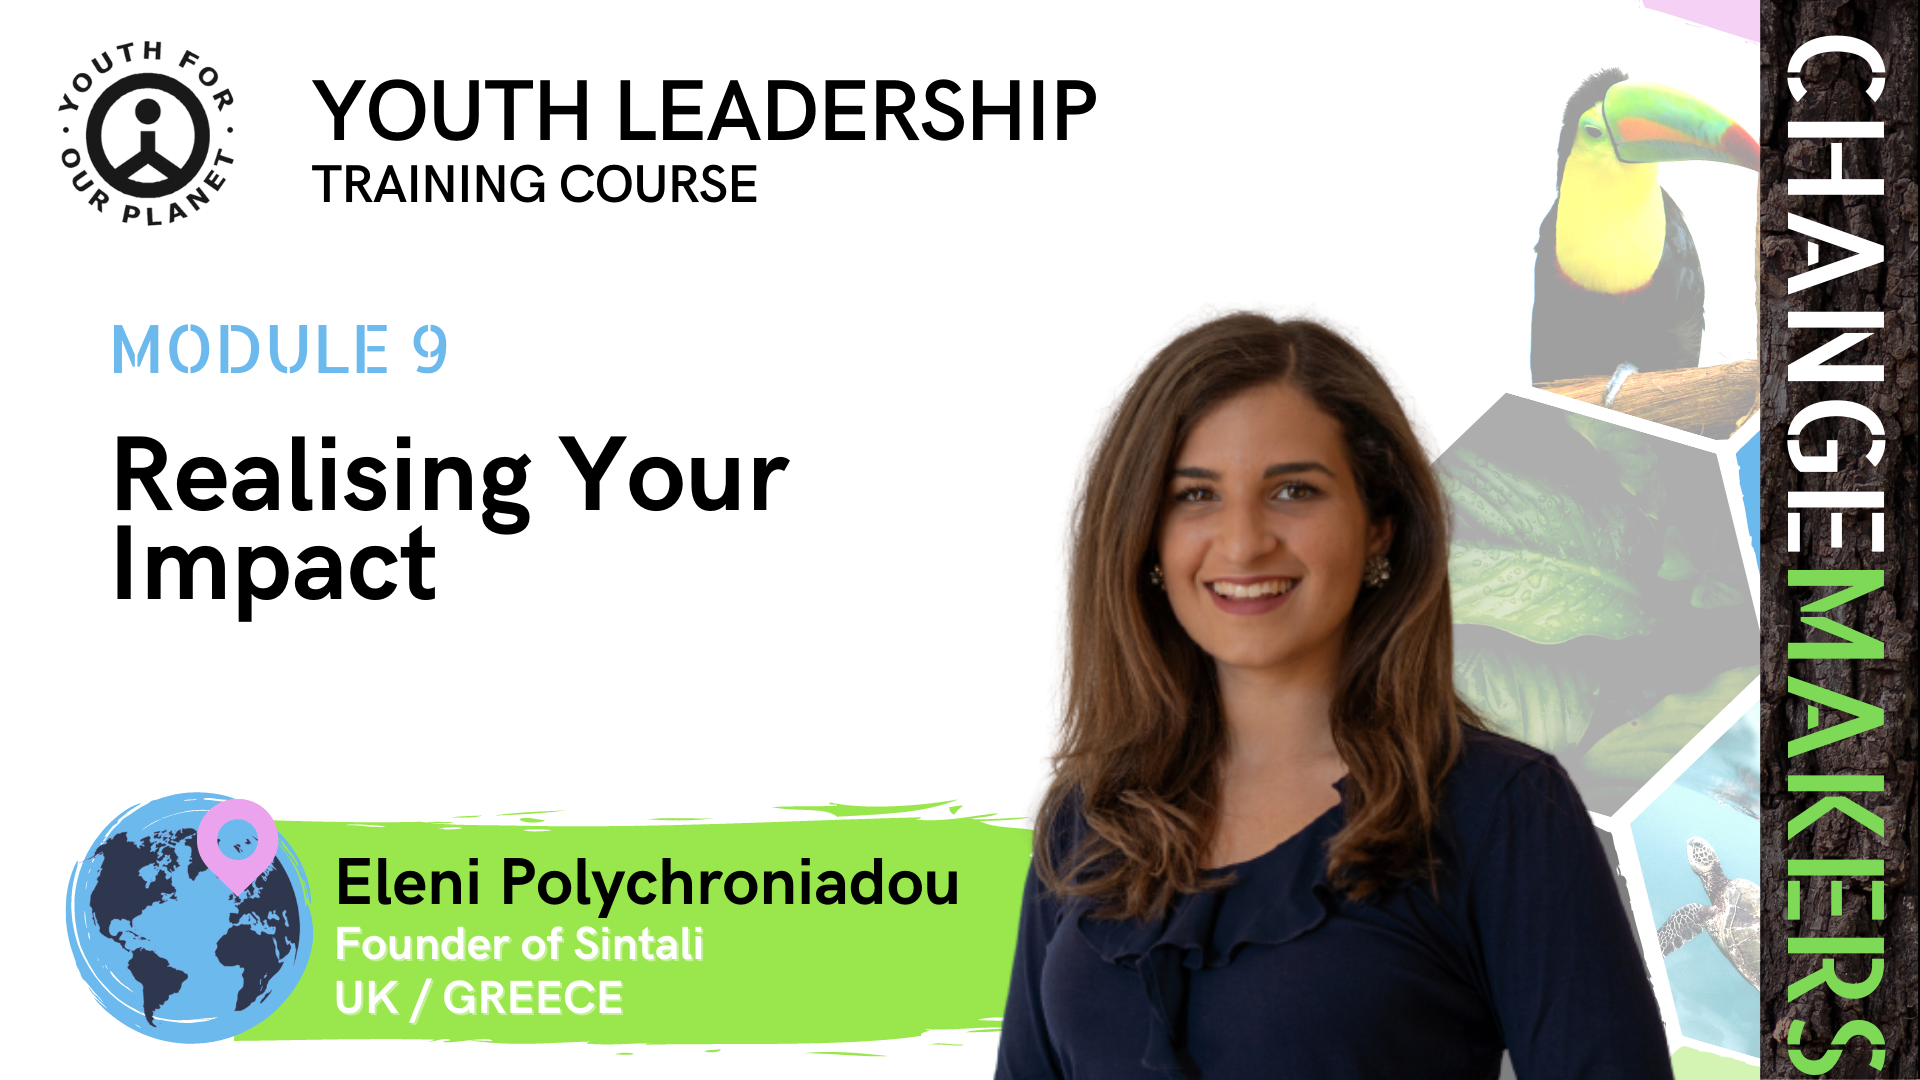 YOUTH FOR
· OUR PLANET ·
YOUTH LEADERSHIP
TRAINING COURSE
MODULE 9
Realising Your
Impact
Eleni Polychroniadou
Founder of Sintali
UK / GREECE
CHANGEMAKERS